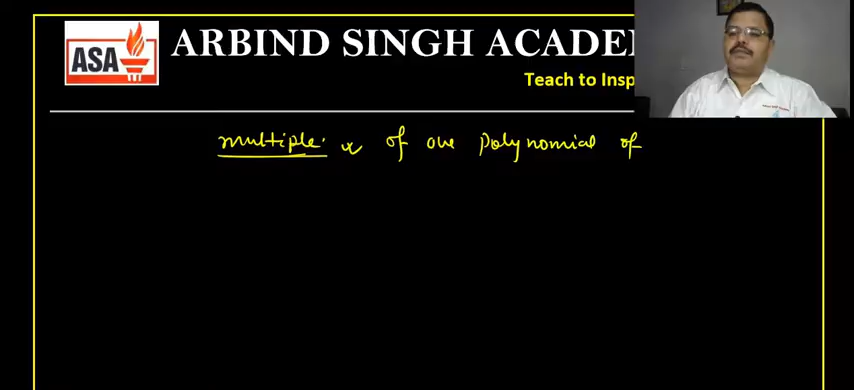 ASA
ARBIND SINGH ACADE
Teach to Insp
multiple. x of one polynomial of